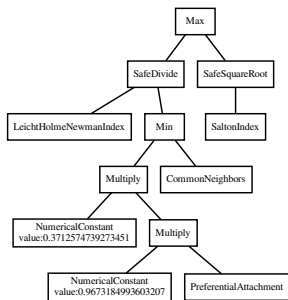 Max
SafeDivide
SafeSquareRoot
LeichtHolmeNewmanIndex
Min
SaltonIndex
Multiply
CommonNeighbors
NumericalConstant
value:0.3712574739273451
Multiply
NumericalConstant
value:0.9673184993603207
PreferentialAttachment